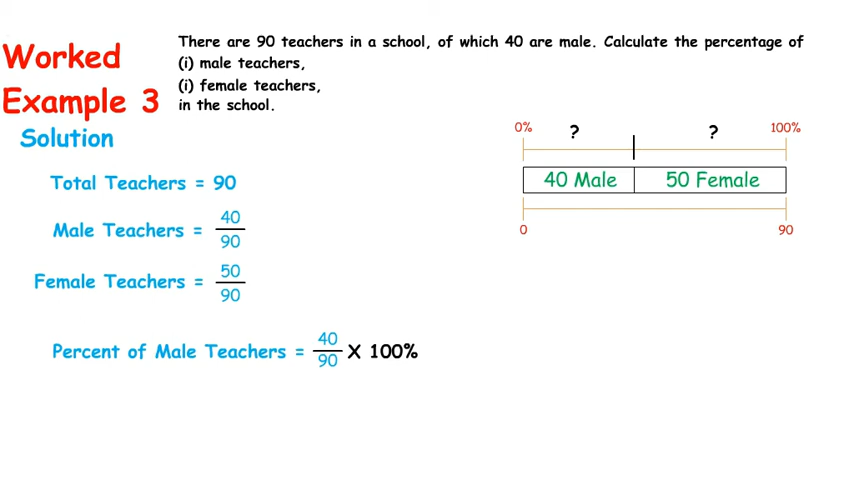 Worked
Example 3
There are 90 teachers in a school, of which 40 are male. Calculate the percentage of
(i) male teachers,
(i) female teachers,
in the school.
Solution
0% ? ? 100%
40 Male 50 Female
0 90
Total Teachers = 90
Male Teachers = 40/90
Female Teachers = 50/90
Percent of Male Teachers = 40/90 X 100%